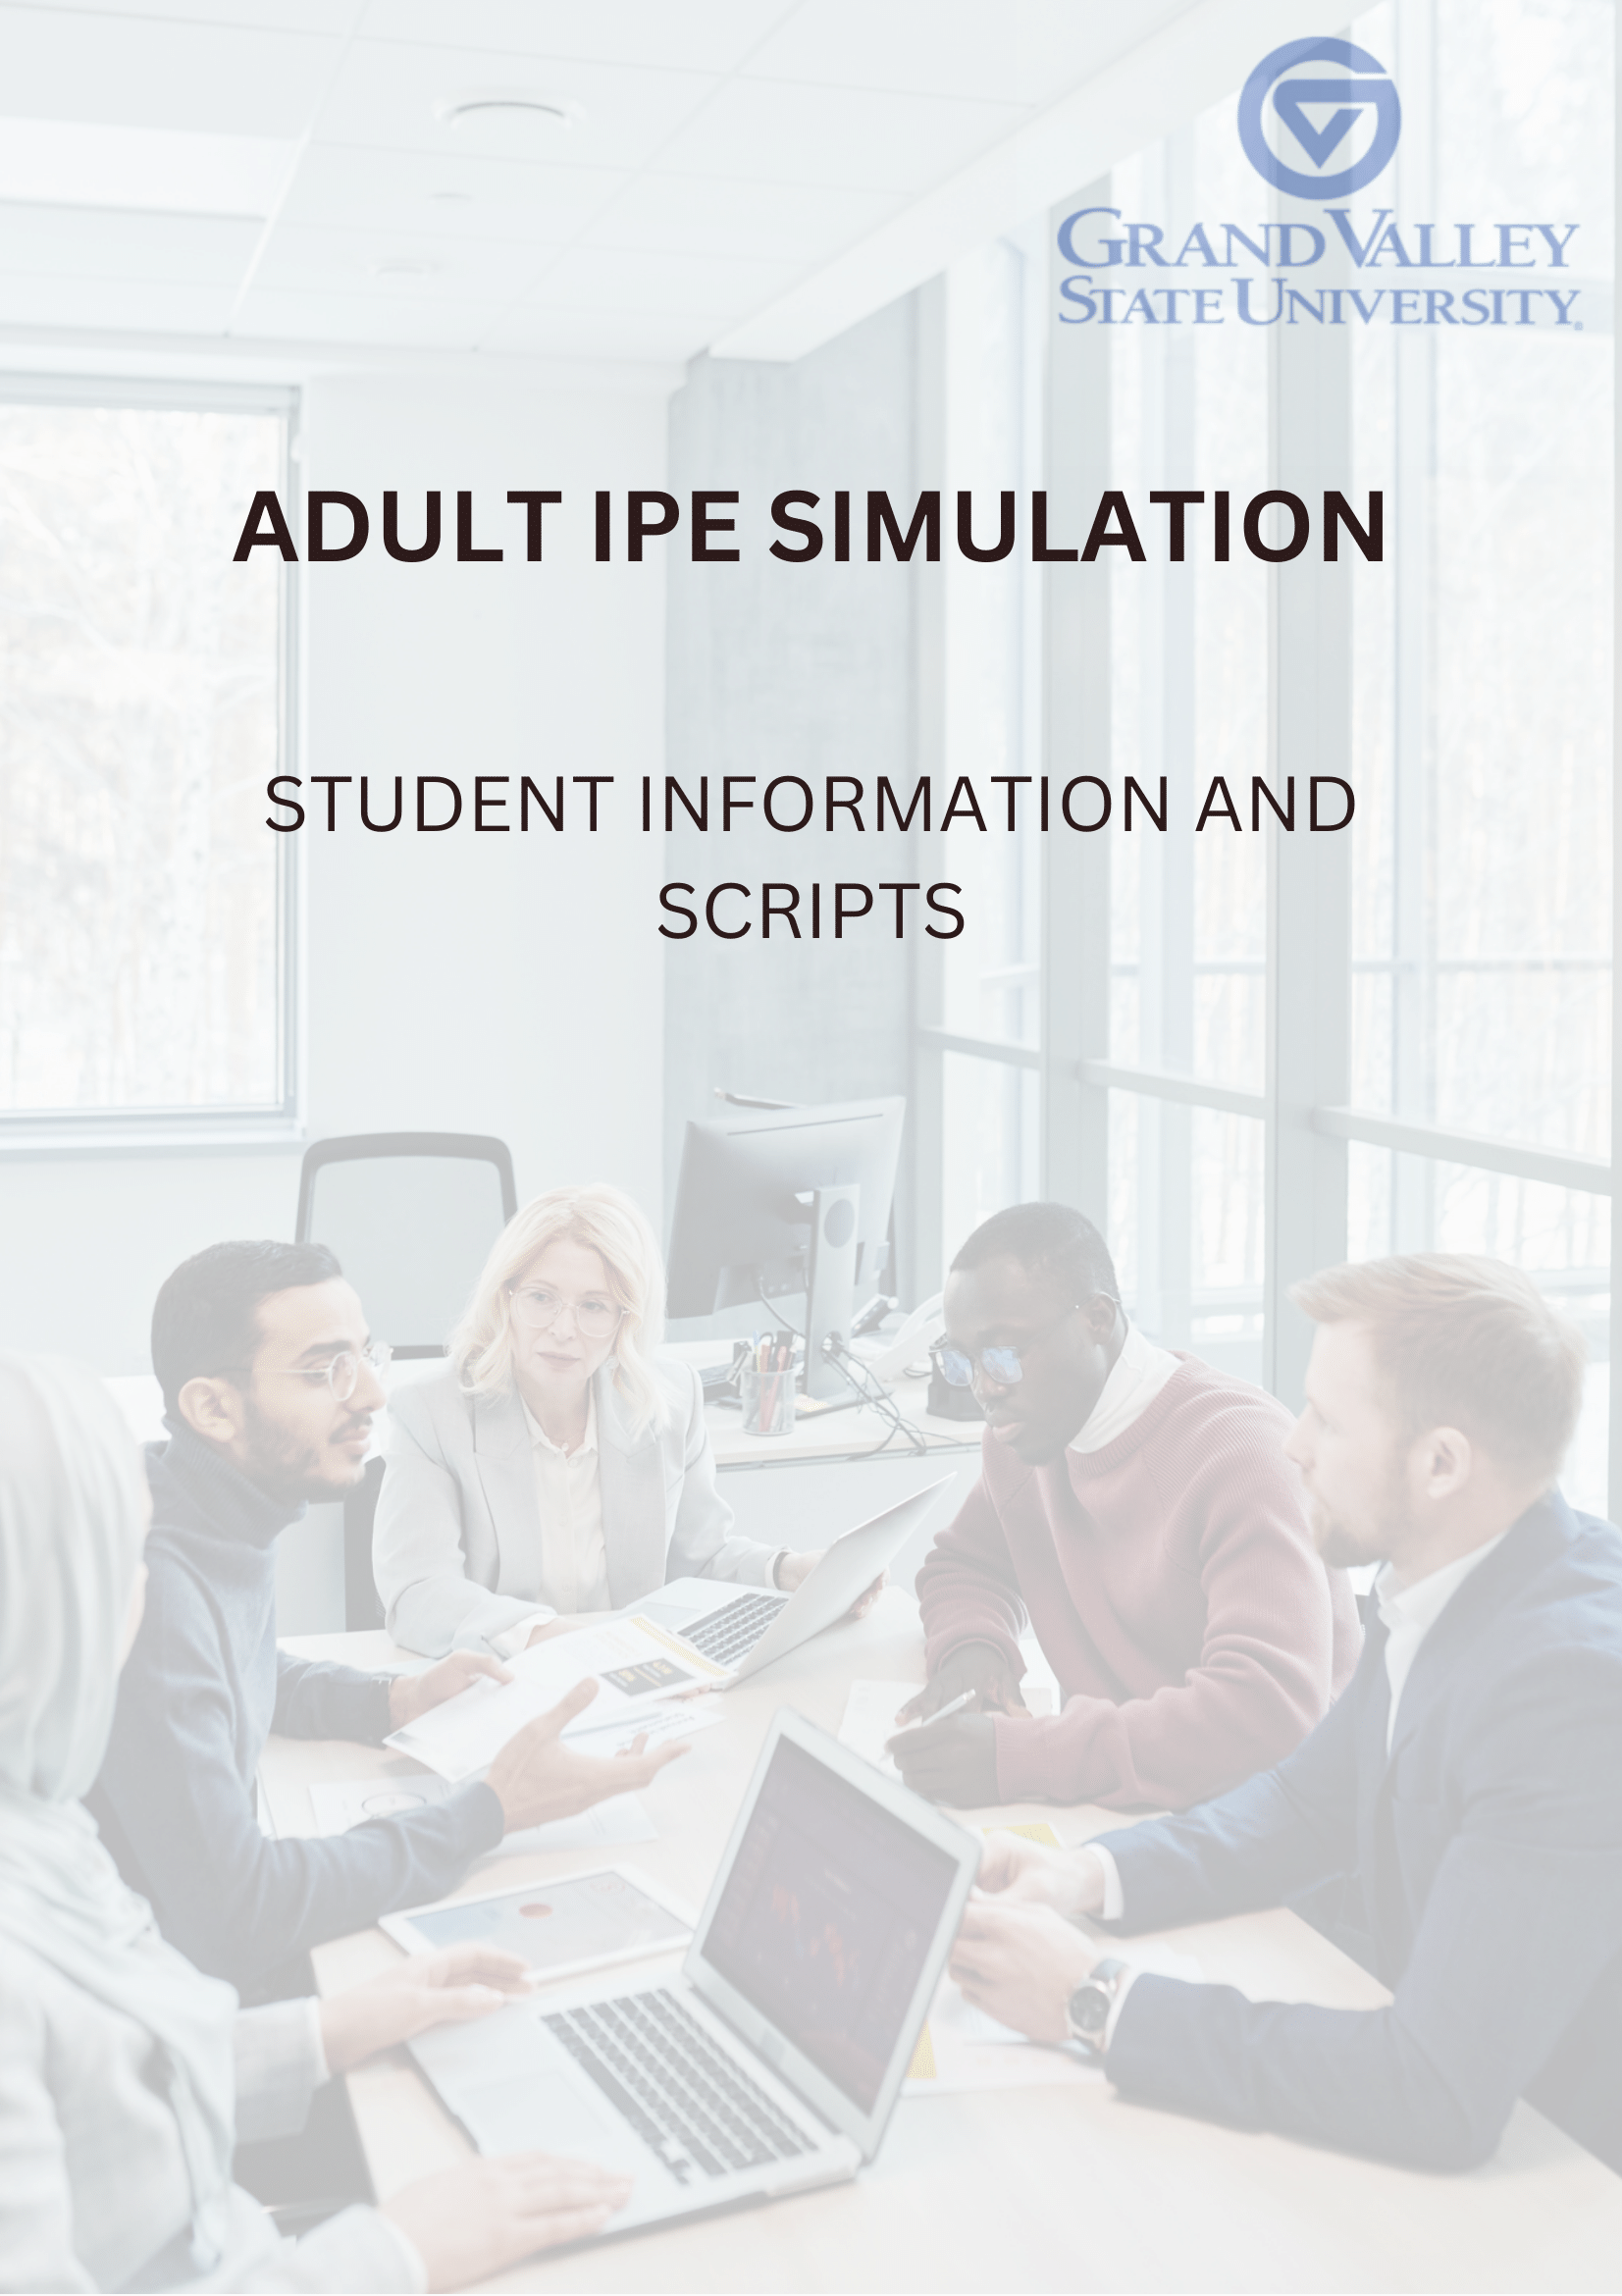 GRAND VALLEY
STATE UNIVERSITY®
ADULT IPE SIMULATION
STUDENT INFORMATION AND
SCRIPTS